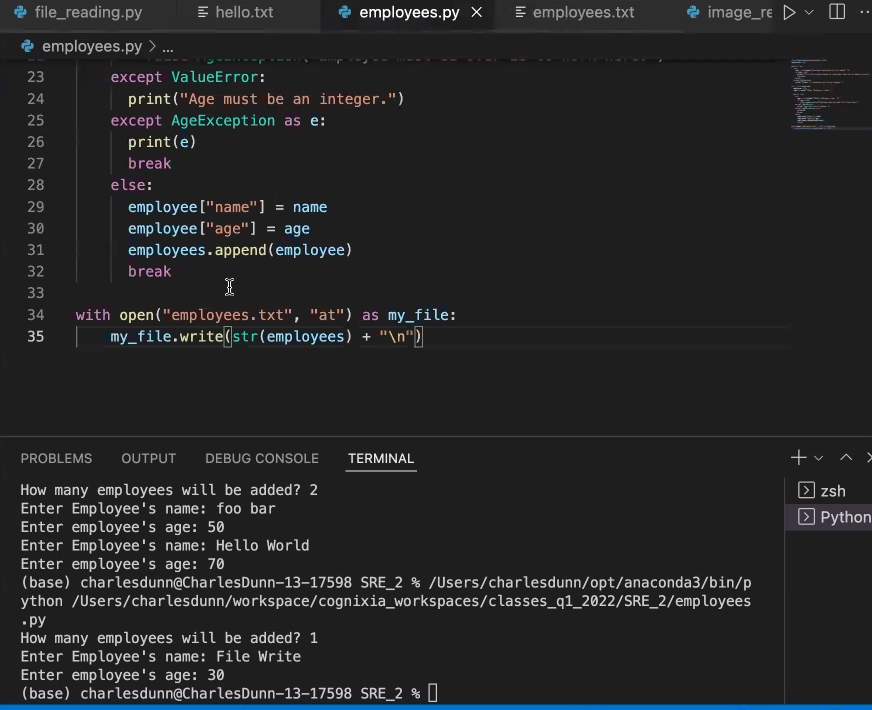 file_reading.py hello.txt employees.py employees.txt image_re
employees.py > ...
23 except ValueError:
24 print("Age must be an integer.")
25 except AgeException as e:
26 print(e)
27 break
28 else:
29 employee["name"] = name
30 employee["age"] = age
31 employees.append(employee)
32 break
33
34 with open("employees.txt", "at") as my_file:
35 my_file.write(str(employees) + "\n")
PROBLEMS OUTPUT DEBUG CONSOLE TERMINAL
How many employees will be added? 2
Enter Employee's name: foo bar
Enter employee's age: 50
Enter Employee's name: Hello World
Enter employee's age: 70
(base) charlesdunn@CharlesDunn-13-17598 SRE_2 % /Users/charlesdunn/opt/anaconda3/bin/p
ython /Users/charlesdunn/workspace/cognixia_workspaces/classes_q1_2022/SRE_2/employees
.py
How many employees will be added? 1
Enter Employee's name: File Write
Enter employee's age: 30
(base) charlesdunn@CharlesDunn-13-17598 SRE_2 %
zsh
Python